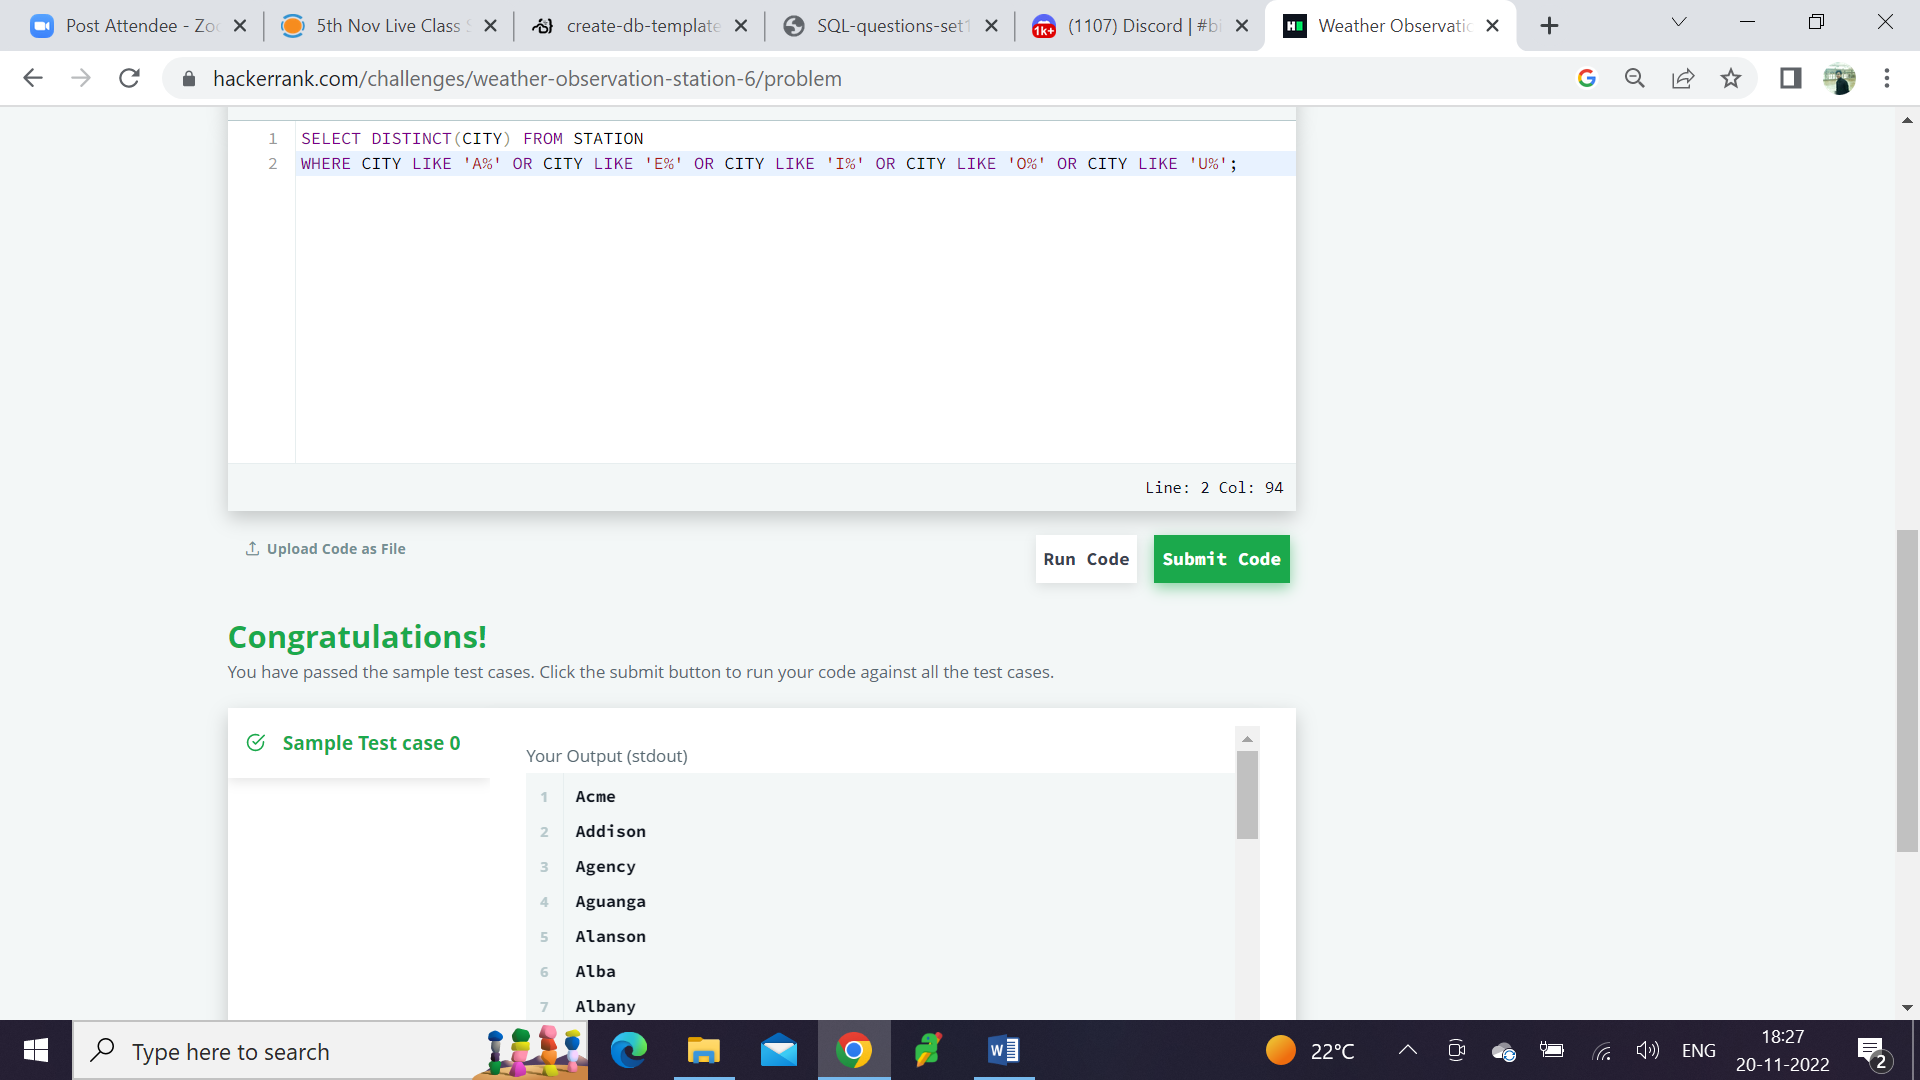 Post Attendee - Zoo
5th Nov Live Class S
create-db-template
SQL-questions-set1
(1107) Discord | #bi
Weather Observatio
hackerrank.com/challenges/weather-observation-station-6/problem
1 SELECT DISTINCT(CITY) FROM STATION
2 WHERE CITY LIKE 'A%' OR CITY LIKE 'E%' OR CITY LIKE 'I%' OR CITY LIKE 'O%' OR CITY LIKE 'U%';
Line: 2 Col: 94
Upload Code as File
Run Code
Submit Code
Congratulations!
You have passed the sample test cases. Click the submit button to run your code against all the test cases.
Sample Test case 0
Your Output (stdout)
1 Acme
2 Addison
3 Agency
4 Aguanga
5 Alanson
6 Alba
7 Albany
Type here to search
22°C
ENG
18:27
20-11-2022
2